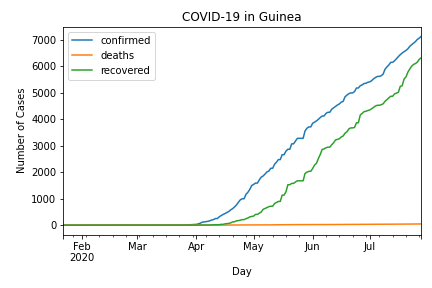 COVID-19 in Guinea
confirmed
deaths
recovered
Number of Cases
7000
6000
5000
4000
3000
2000
1000
0
Feb
2020
Mar
Apr
May
Jun
Jul
Day